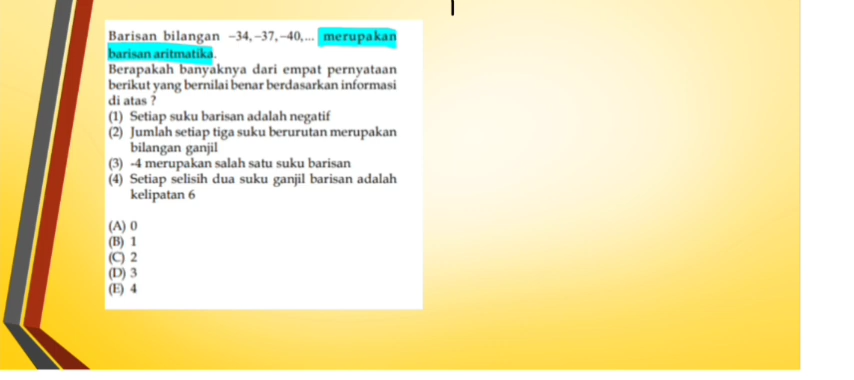 Barisan bilangan −34, −37, −40, ... merupakan
barisan aritmatika.
Berapakah banyaknya dari empat pernyataan
berikut yang bernilai benar berdasarkan informasi
di atas ?
(1) Setiap suku barisan adalah negatif
(2) Jumlah setiap tiga suku berurutan merupakan
bilangan ganjil
(3) -4 merupakan salah satu suku barisan
(4) Setiap selisih dua suku ganjil barisan adalah
kelipatan 6
(A) 0
(B) 1
(C) 2
(D) 3
(E) 4